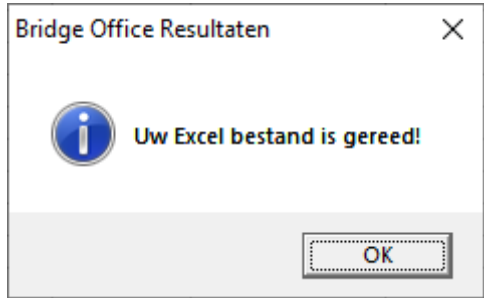 Bridge Office Resultaten
Uw Excel bestand is gereed!
OK